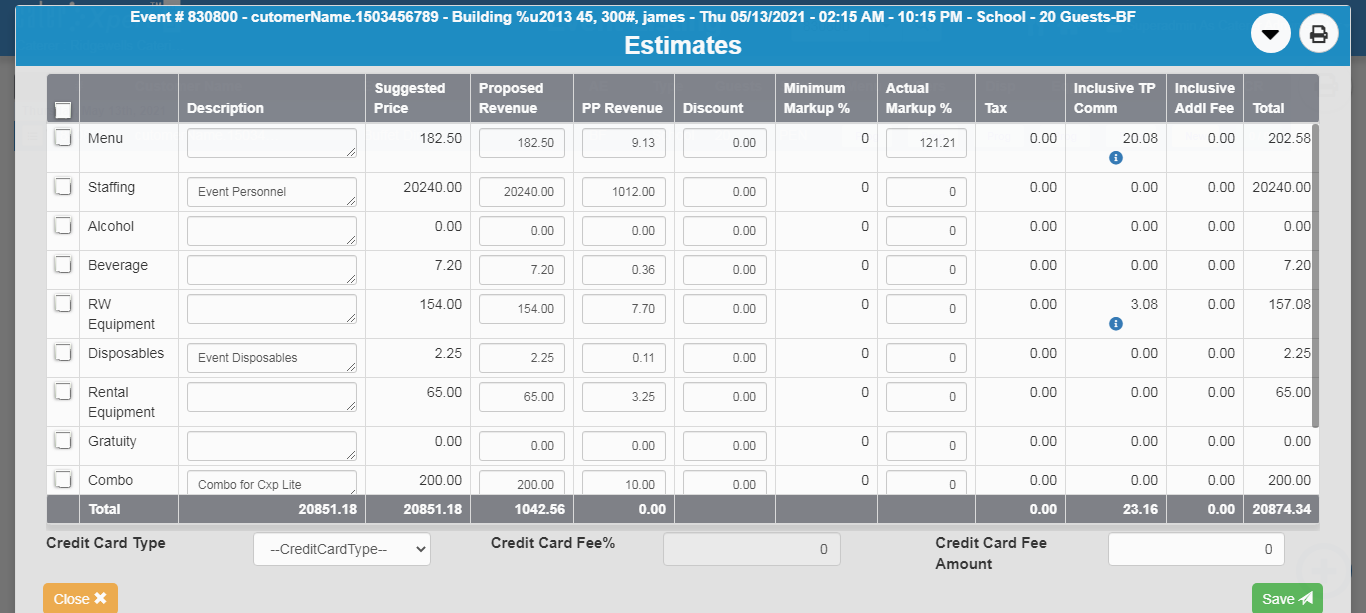 Event # 830800 - cutomerName.1503456789 - Building %u2013 45, 300#, james - Thu 05/13/2021 - 02:15 AM - 10:15 PM - School - 20 Guests-BF
Estimates
Description Suggested Price Proposed Revenue PP Revenue Discount Minimum Markup % Actual Markup % Tax Inclusive TP Comm Inclusive Addl Fee Total
Menu 182.50 182.50 9.13 0.00 0 121.21 0.00 20.08 0.00 202.58
Staffing Event Personnel 20240.00 20240.00 1012.00 0.00 0 0 0.00 0.00 0.00 20240.00
Alcohol 0.00 0.00 0.00 0.00 0 0 0.00 0.00 0.00 0.00
Beverage 7.20 7.20 0.36 0.00 0 0 0.00 0.00 0.00 7.20
RW Equipment 154.00 154.00 7.70 0.00 0 0 0.00 3.08 0.00 157.08
Disposables Event Disposables 2.25 2.25 0.11 0.00 0 0 0.00 0.00 0.00 2.25
Rental Equipment 65.00 65.00 3.25 0.00 0 0 0.00 0.00 0.00 65.00
Gratuity 0.00 0.00 0.00 0.00 0 0 0.00 0.00 0.00 0.00
Combo Combo for Cxp Lite 200.00 200.00 10.00 0.00 0 0 0.00 0.00 0.00 200.00
Total 20851.18 20851.18 1042.56 0.00 0.00 23.16 0.00 20874.34
Credit Card Type --CreditCardType-- Credit Card Fee% 0 Credit Card Fee Amount 0
Close Save